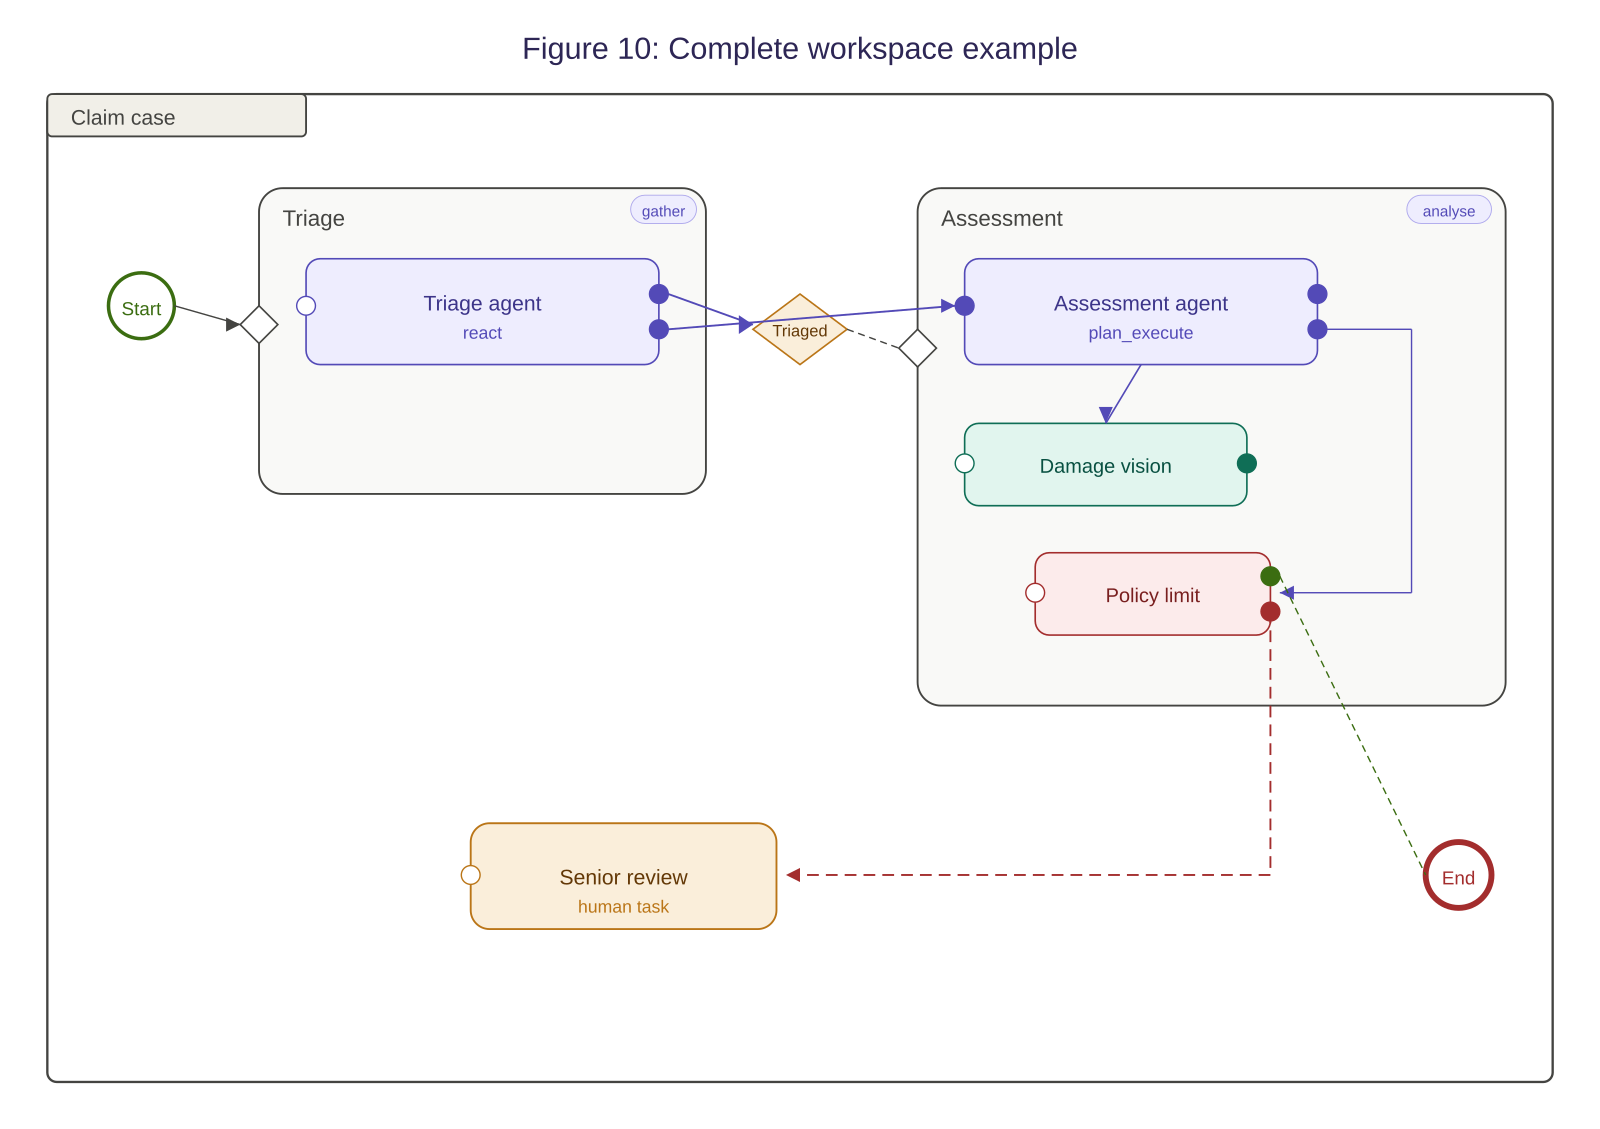 Figure 10: Complete workspace example
Claim case
Triage
gather
Assessment
analyse
Start
Triage agent
react
Triaged
Assessment agent
plan_execute
Damage vision
Policy limit
Senior review
human task
End